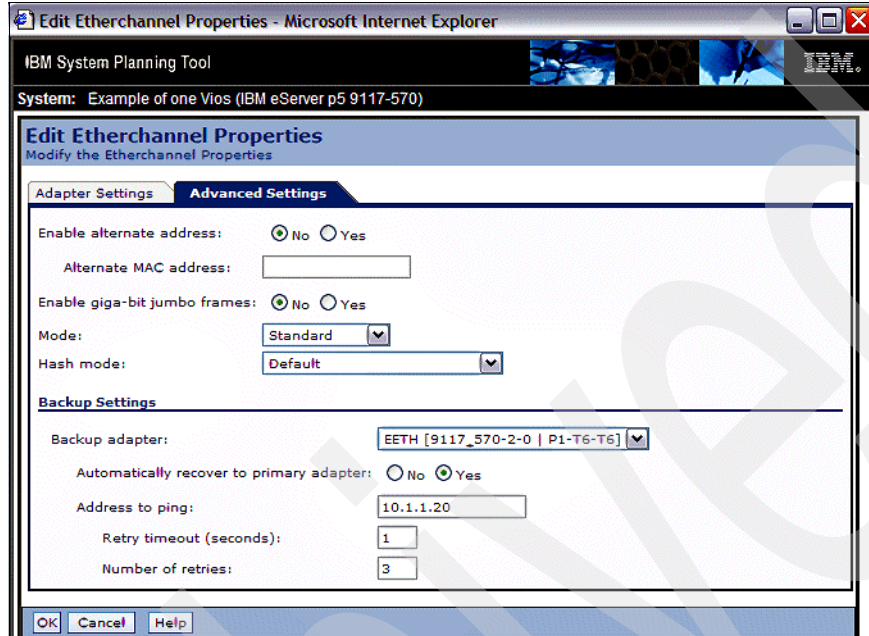 Edit Etherchannel Properties - Microsoft Internet Explorer
IBM System Planning Tool
IBM.
System: Example of one Vios (IBM eServer p5 9117-570)
Edit Etherchannel Properties
Modify the Etherchannel Properties
Adapter Settings Advanced Settings
Enable alternate address: No Yes
Alternate MAC address:
Enable giga-bit jumbo frames: No Yes
Mode: Standard
Hash mode: Default
Backup Settings
Backup adapter: EETH [9117_570-2-0 | P1-T6-T6]
Automatically recover to primary adapter: No Yes
Address to ping: 10.1.1.20
Retry timeout (seconds): 1
Number of retries: 3
OK Cancel Help